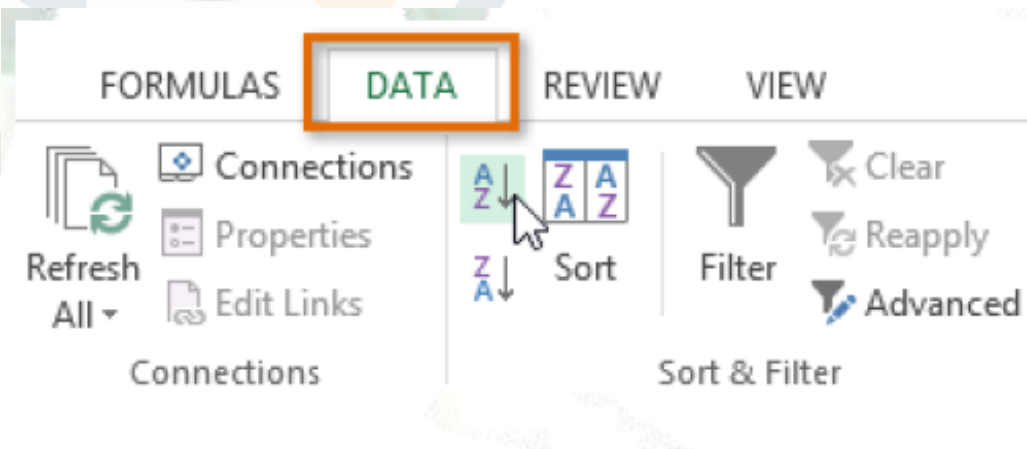 FORMULAS DATA REVIEW VIEW
Refresh All
Connections
Properties
Edit Links
Connections
A Z
Z A
Z A A Z
Sort
Filter
Clear
Reapply
Advanced
Sort & Filter